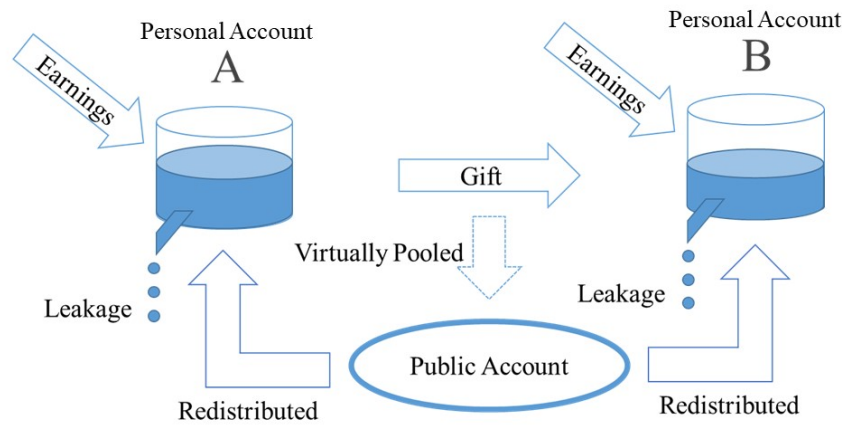 Personal Account
A
Earnings
Personal Account
B
Earnings
Gift
Virtually Pooled
Leakage
Leakage
Public Account
Redistributed
Redistributed